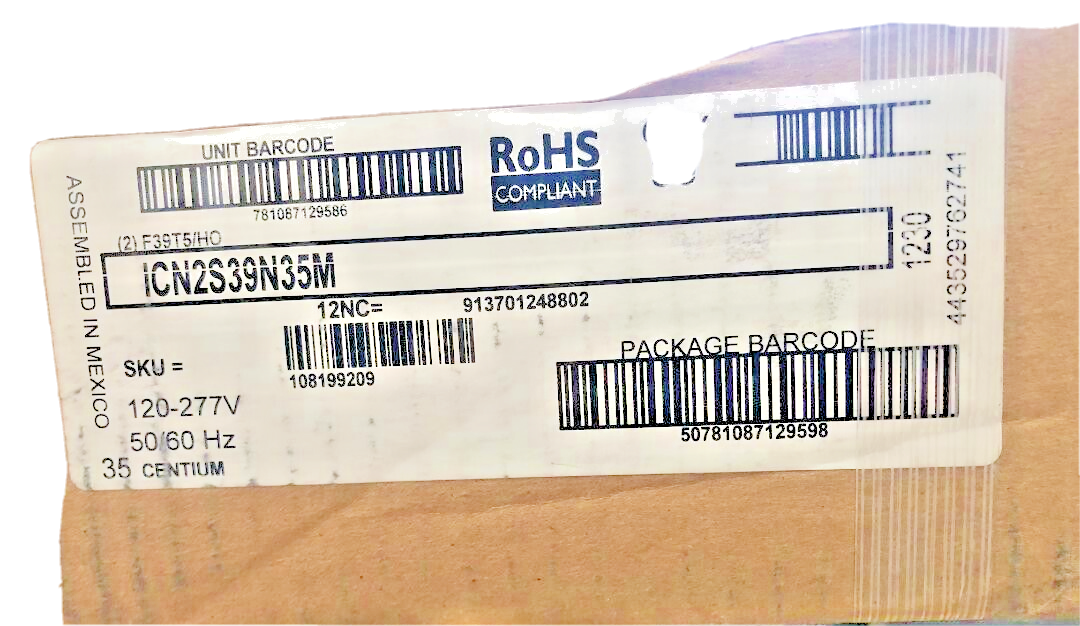 UNIT BARCODE
781087129586
RoHS
COMPLIANT
ASSEMBLED IN MEXICO
(2) F39T5/HO
ICN2S39N35M
12NC= 913701248802
SKU =
108199209
120-277V
50/60 Hz
35 CENTIUM
PACKAGE BARCODE
50781087129598
1230
443529762741